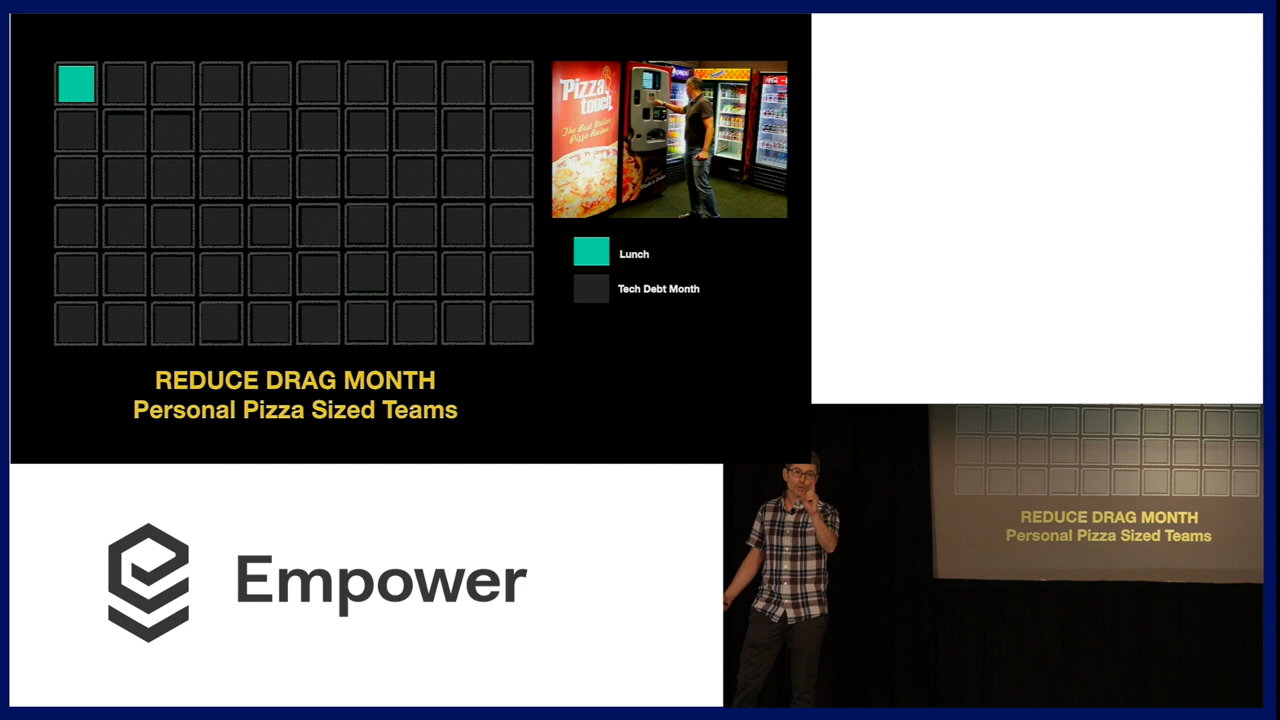 Pizza
touch
The Best Italian
Pizza Recipes
Lunch
Tech Debt Month
REDUCE DRAG MONTH
Personal Pizza Sized Teams
Empower
REDUCE DRAG MONTH
Personal Pizza Sized Teams